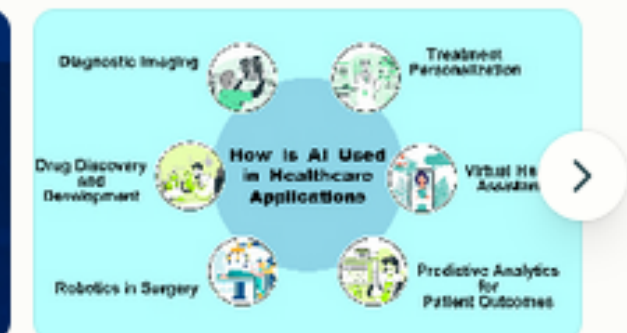 Diagnostic Imaging
Treatment
Personalization
How Is AI Used
in Healthcare
Applications
Drug Discovery
and
Development
Virtual He
Assistan
Robotics in Surgery
Predictive Analytics
for
Patient Outcomes